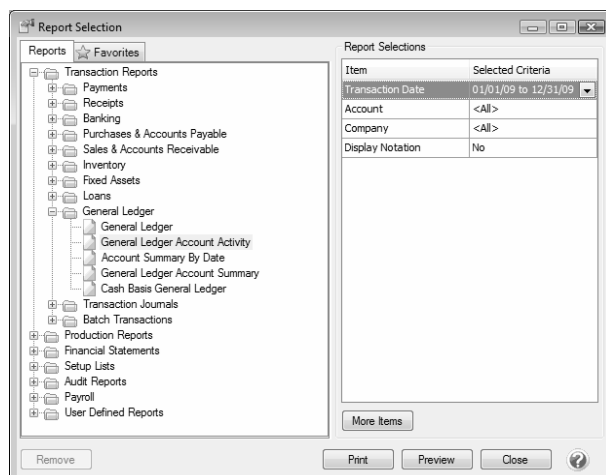 Report Selection
Reports
Favorites
Transaction Reports
Payments
Receipts
Banking
Purchases & Accounts Payable
Sales & Accounts Receivable
Inventory
Fixed Assets
Loans
General Ledger
General Ledger
General Ledger Account Activity
Account Summary By Date
General Ledger Account Summary
Cash Basis General Ledger
Transaction Journals
Batch Transactions
Production Reports
Financial Statements
Setup Lists
Audit Reports
Payroll
User Defined Reports
Report Selections
Item Selected Criteria
Transaction Date 01/01/09 to 12/31/09
Account <All>
Company <All>
Display Notation No
More Items
Remove Print Preview Close ?